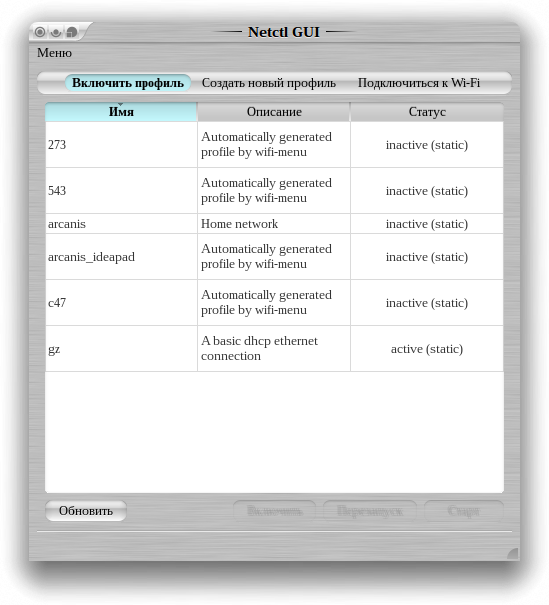 Netctl GUI
Меню
Включить профиль Создать новый профиль Подключиться к Wi-Fi
Имя Описание Статус
273 Automatically generated inactive (static)
profile by wifi-menu
543 Automatically generated inactive (static)
profile by wifi-menu
arcanis Home network inactive (static)
arcanis_ideapad Automatically generated inactive (static)
profile by wifi-menu
c47 Automatically generated inactive (static)
profile by wifi-menu
gz A basic dhcp ethernet active (static)
connection
Обновить Включить Перезапуск Старт